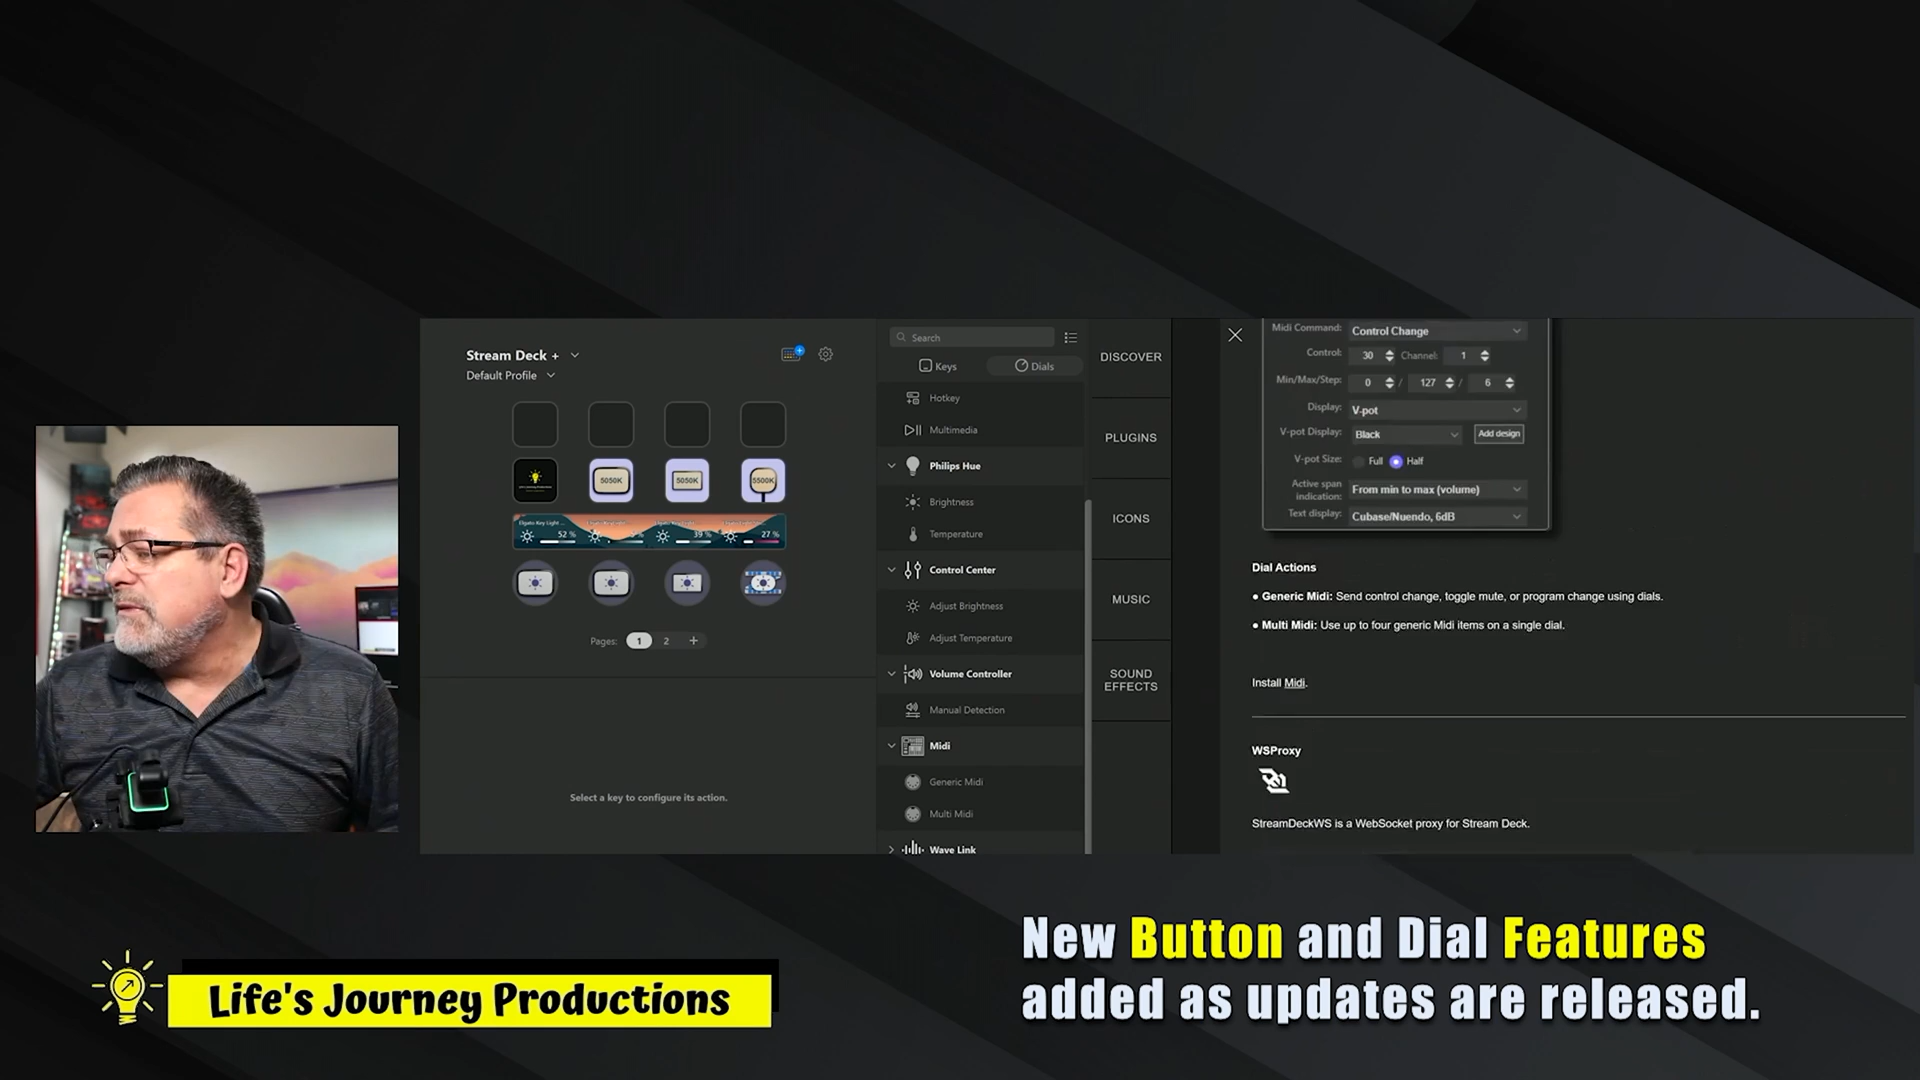 Stream Deck +
Default Profile
5050K
5050K
5500K
Elgato Key Light ...
52 %
39 %
27 %
Pages: 1 2 +
Select a key to configure its action.
Search
Keys
Dials
Hotkey
Multimedia
Philips Hue
Brightness
Temperature
Control Center
Adjust Brightness
Adjust Temperature
Volume Controller
Manual Detection
Midi
Generic Midi
Multi Midi
Wave Link
DISCOVER
PLUGINS
ICONS
MUSIC
SOUND
EFFECTS
Midi Command: Control Change
Control: 30 Channel: 1
Min/Max/Step: 0 / 127 / 6
Display: V-pot
V-pot Display: Black Add design
V-pot Size: Full Half
Active span
indication: From min to max (volume)
Text display: Cubase/Nuendo, 6dB
Dial Actions
• Generic Midi: Send control change, toggle mute, or program change using dials.
• Multi Midi: Use up to four generic Midi items on a single dial.
Install Midi.
WSProxy
StreamDeckWS is a WebSocket proxy for Stream Deck.
Life's Journey Productions
New Button and Dial Features
added as updates are released.